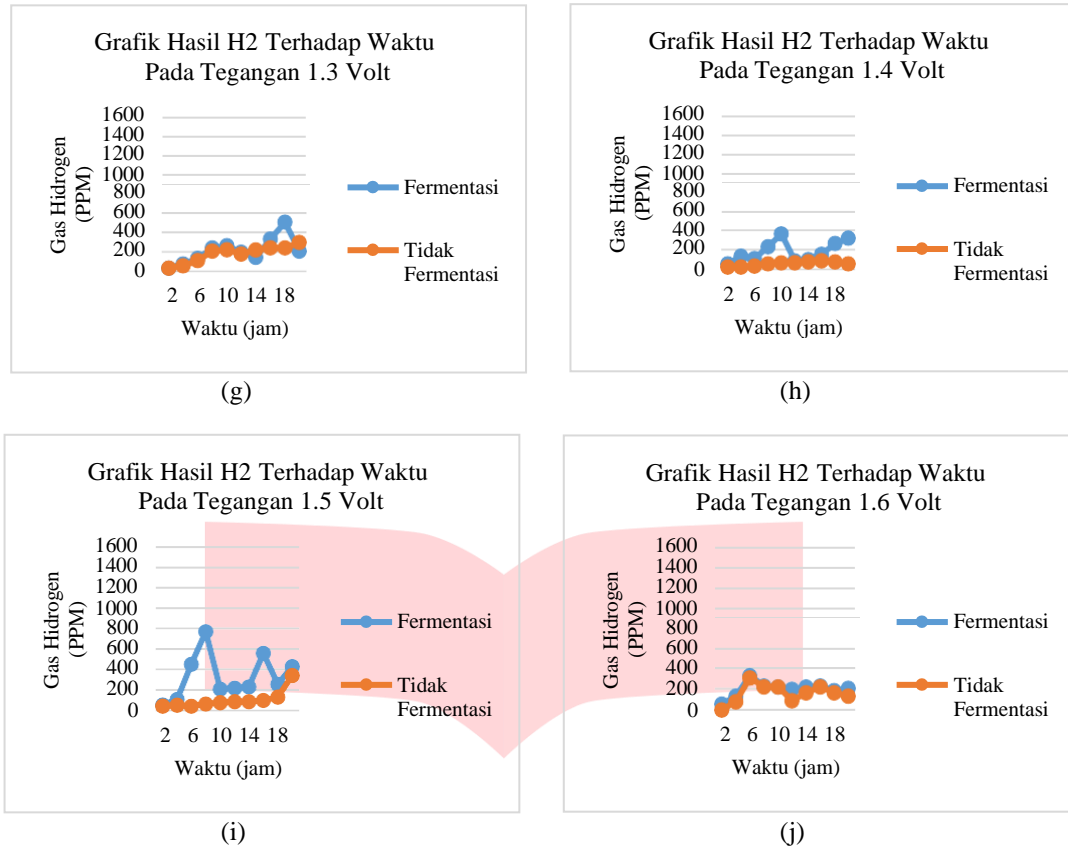 Grafik Hasil H2 Terhadap Waktu
Pada Tegangan 1.3 Volt
Gas Hidrogen
(PPM)
1600
1400
1200
1000
800
600
400
200
0
2 6 10 14 18
Waktu (jam)
Fermentasi
Tidak
Fermentasi
(g)
Grafik Hasil H2 Terhadap Waktu
Pada Tegangan 1.4 Volt
Gas Hidrogen
(PPM)
1600
1400
1200
1000
800
600
400
200
0
2 6 10 14 18
Waktu (jam)
Fermentasi
Tidak
Fermentasi
(h)
Grafik Hasil H2 Terhadap Waktu
Pada Tegangan 1.5 Volt
Gas Hidrogen
(PPM)
1600
1400
1200
1000
800
600
400
200
0
2 6 10 14 18
Waktu (jam)
Fermentasi
Tidak
Fermentasi
(i)
Grafik Hasil H2 Terhadap Waktu
Pada Tegangan 1.6 Volt
Gas Hidrogen
(PPM)
1600
1400
1200
1000
800
600
400
200
0
2 6 10 14 18
Waktu (jam)
Fermentasi
Tidak
Fermentasi
(j)